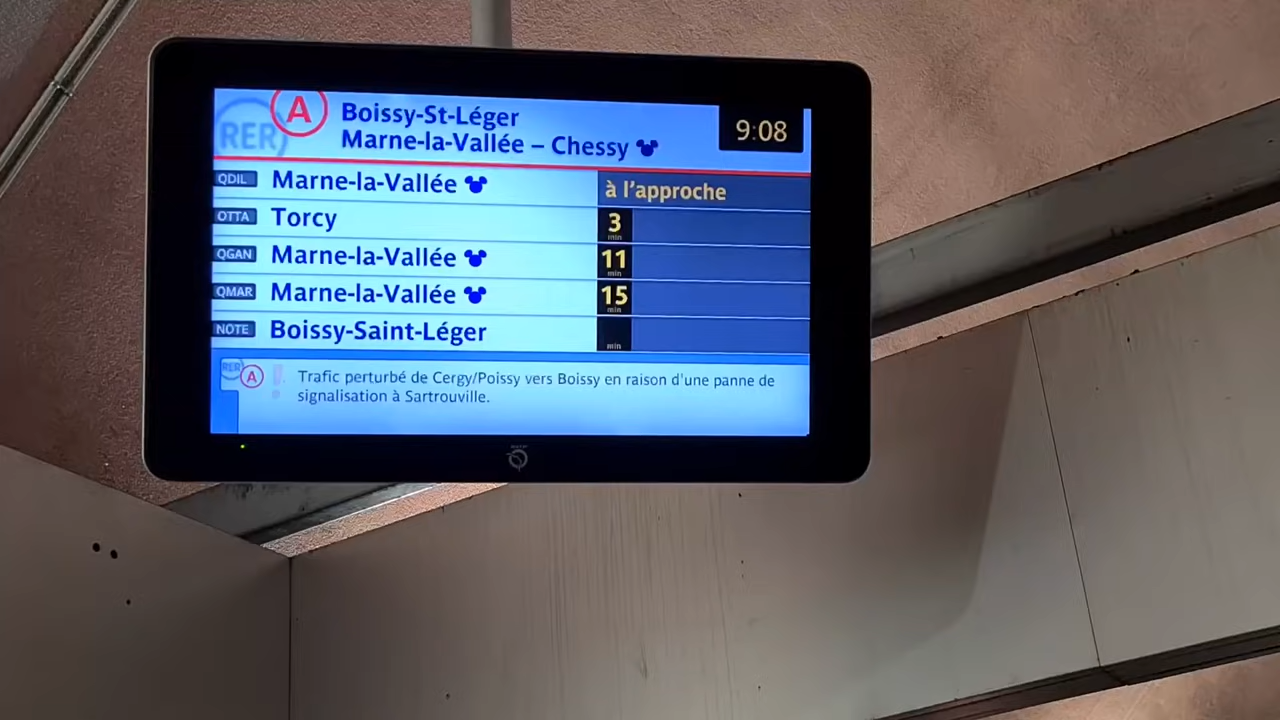 RER A Boissy-St-Léger
Marne-la-Vallée – Chessy
9:08
QDIL Marne-la-Vallée à l'approche
OTTA Torcy 3 min
QGAN Marne-la-Vallée 11 min
QMAR Marne-la-Vallée 15 min
NOTE Boissy-Saint-Léger min
RER A ! Trafic perturbé de Cergy/Poissy vers Boissy en raison d'une panne de
signalisation à Sartrouville.